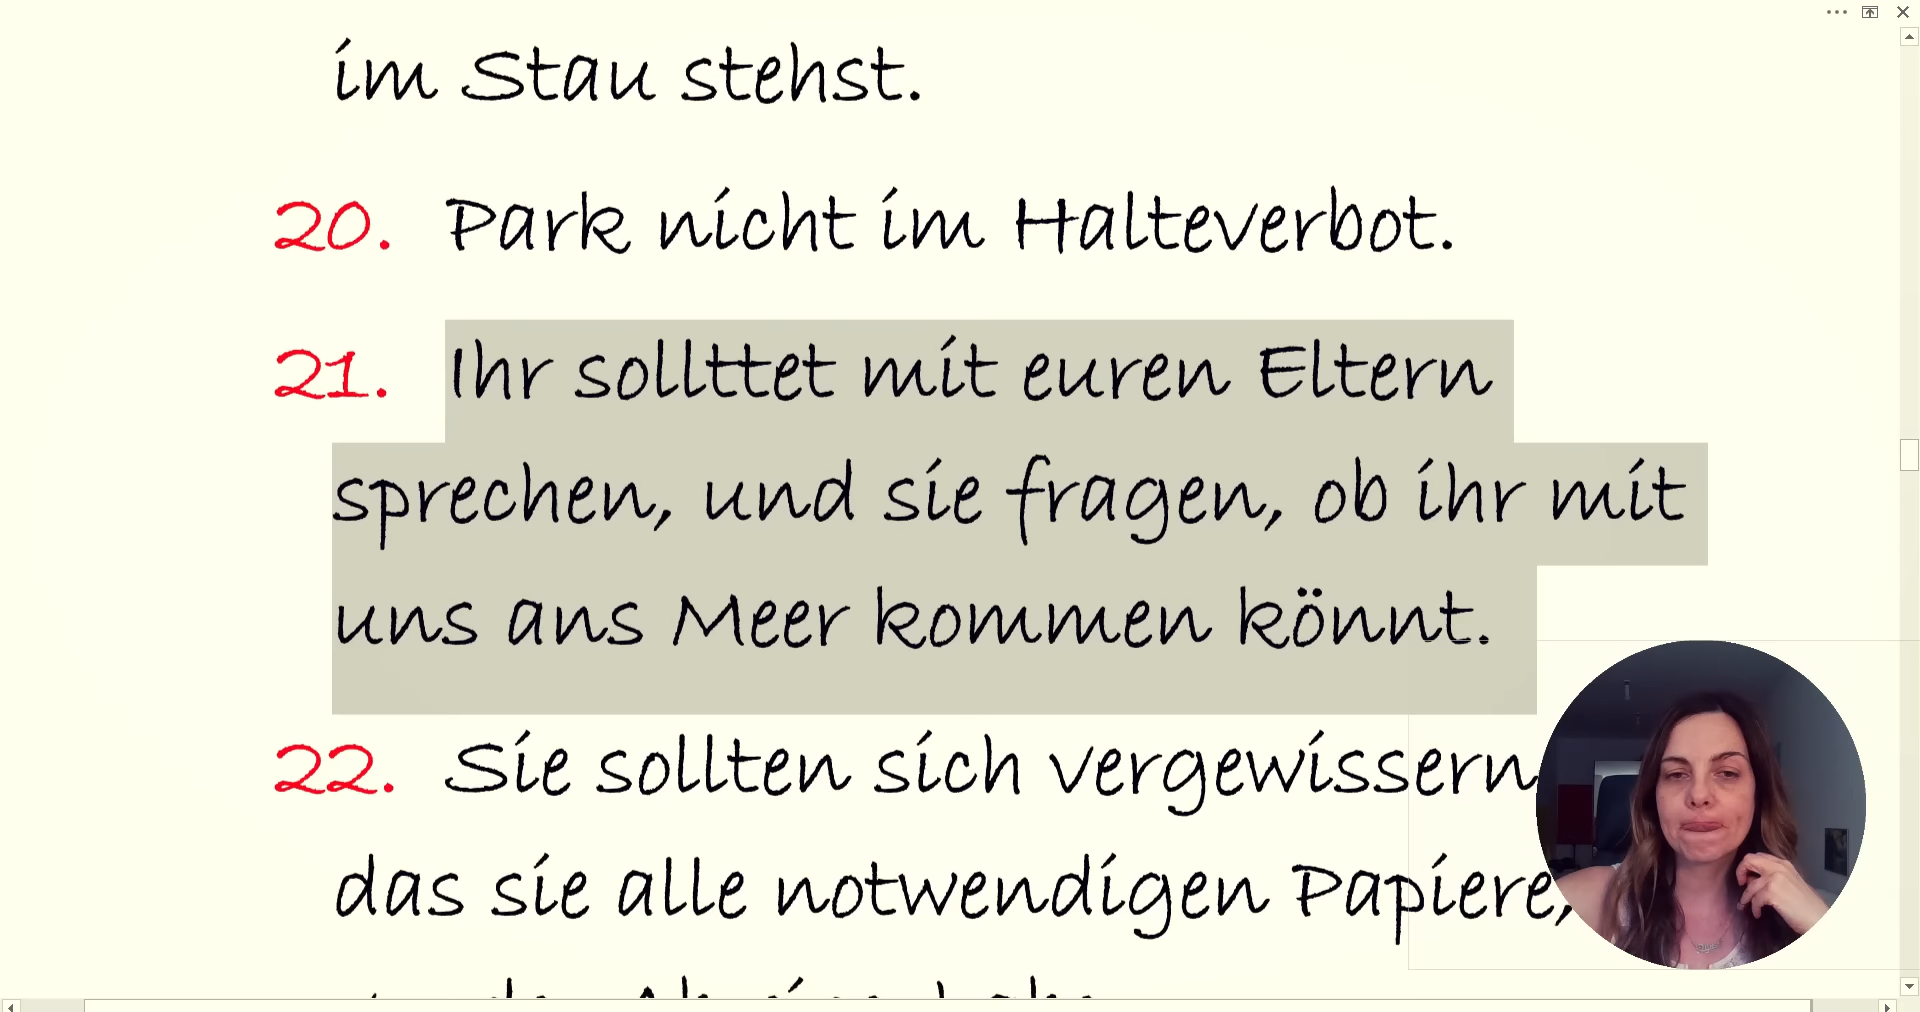 im Stau stehst.
20. Park nicht im Halteverbot.
21. Ihr sollttet mit euren Eltern
sprechen, und sie fragen, ob ihr mit
uns ans Meer kommen könnt.
22. Sie sollten sich vergewissern
das sie alle notwendigen Papiere,